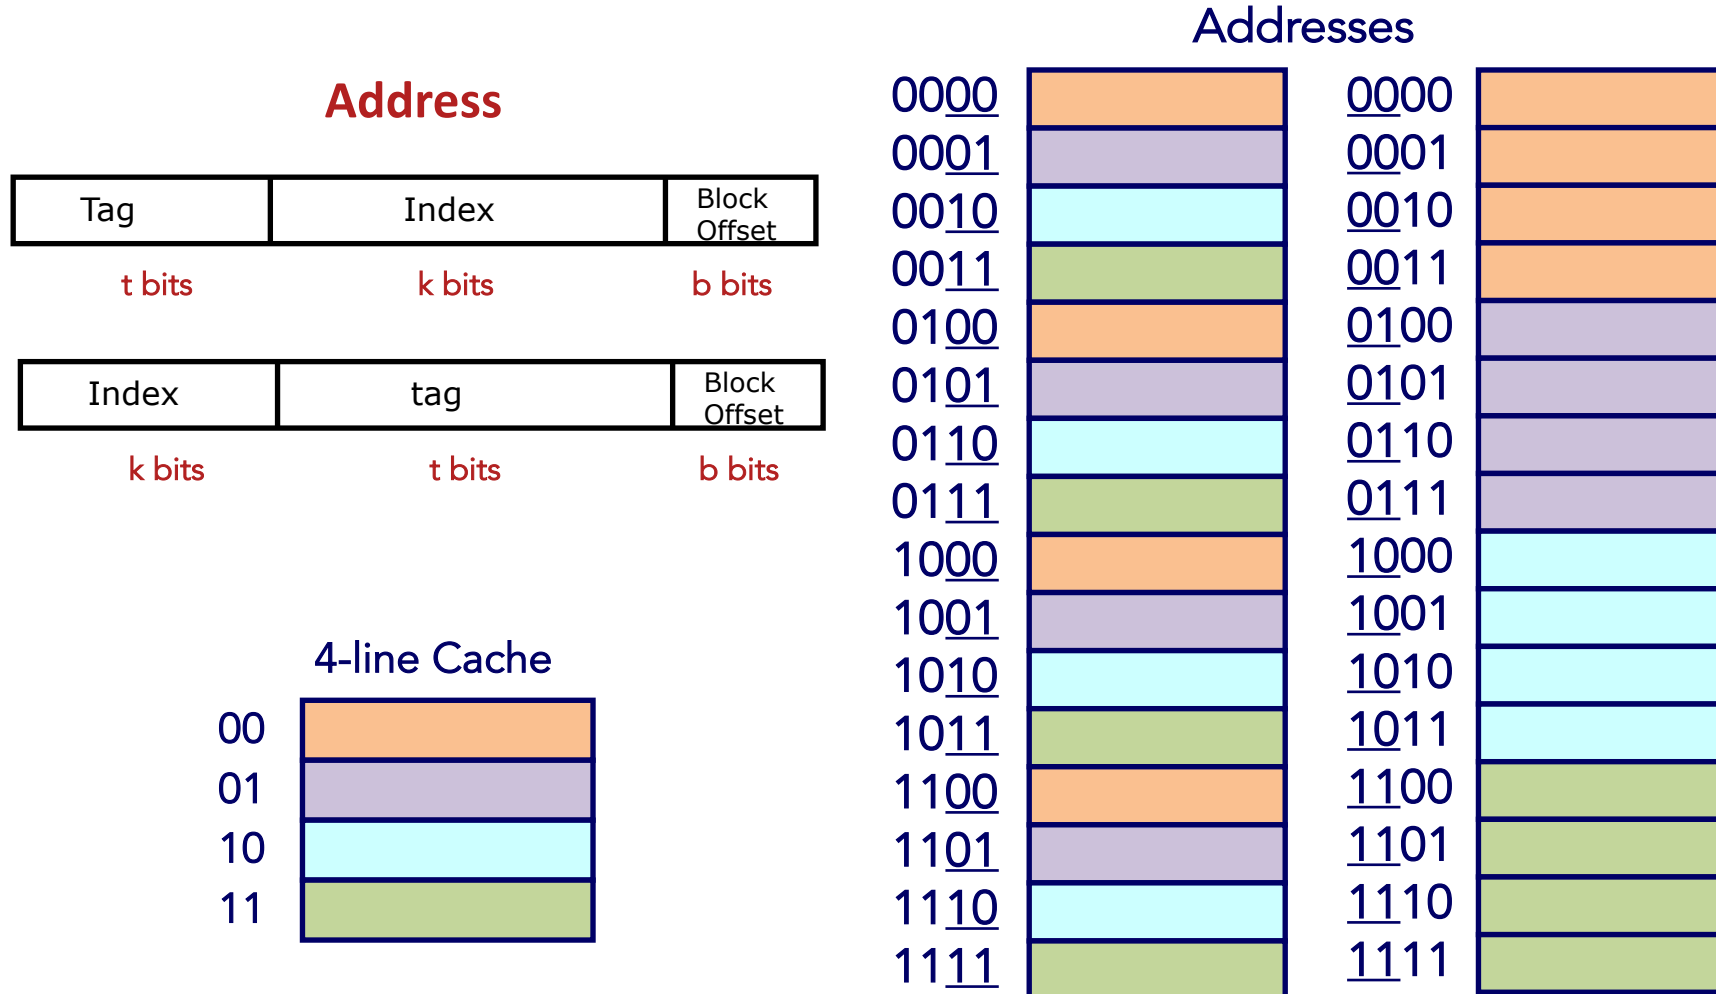 Address
Tag Index Block
Offset
t bits k bits b bits
Index tag Block
Offset
k bits t bits b bits
4-line Cache
00
01
10
11
Addresses
0000 0000
0001 0001
0010 0010
0011 0011
0100 0100
0101 0101
0110 0110
0111 0111
1000 1000
1001 1001
1010 1010
1011 1011
1100 1100
1101 1101
1110 1110
1111 1111